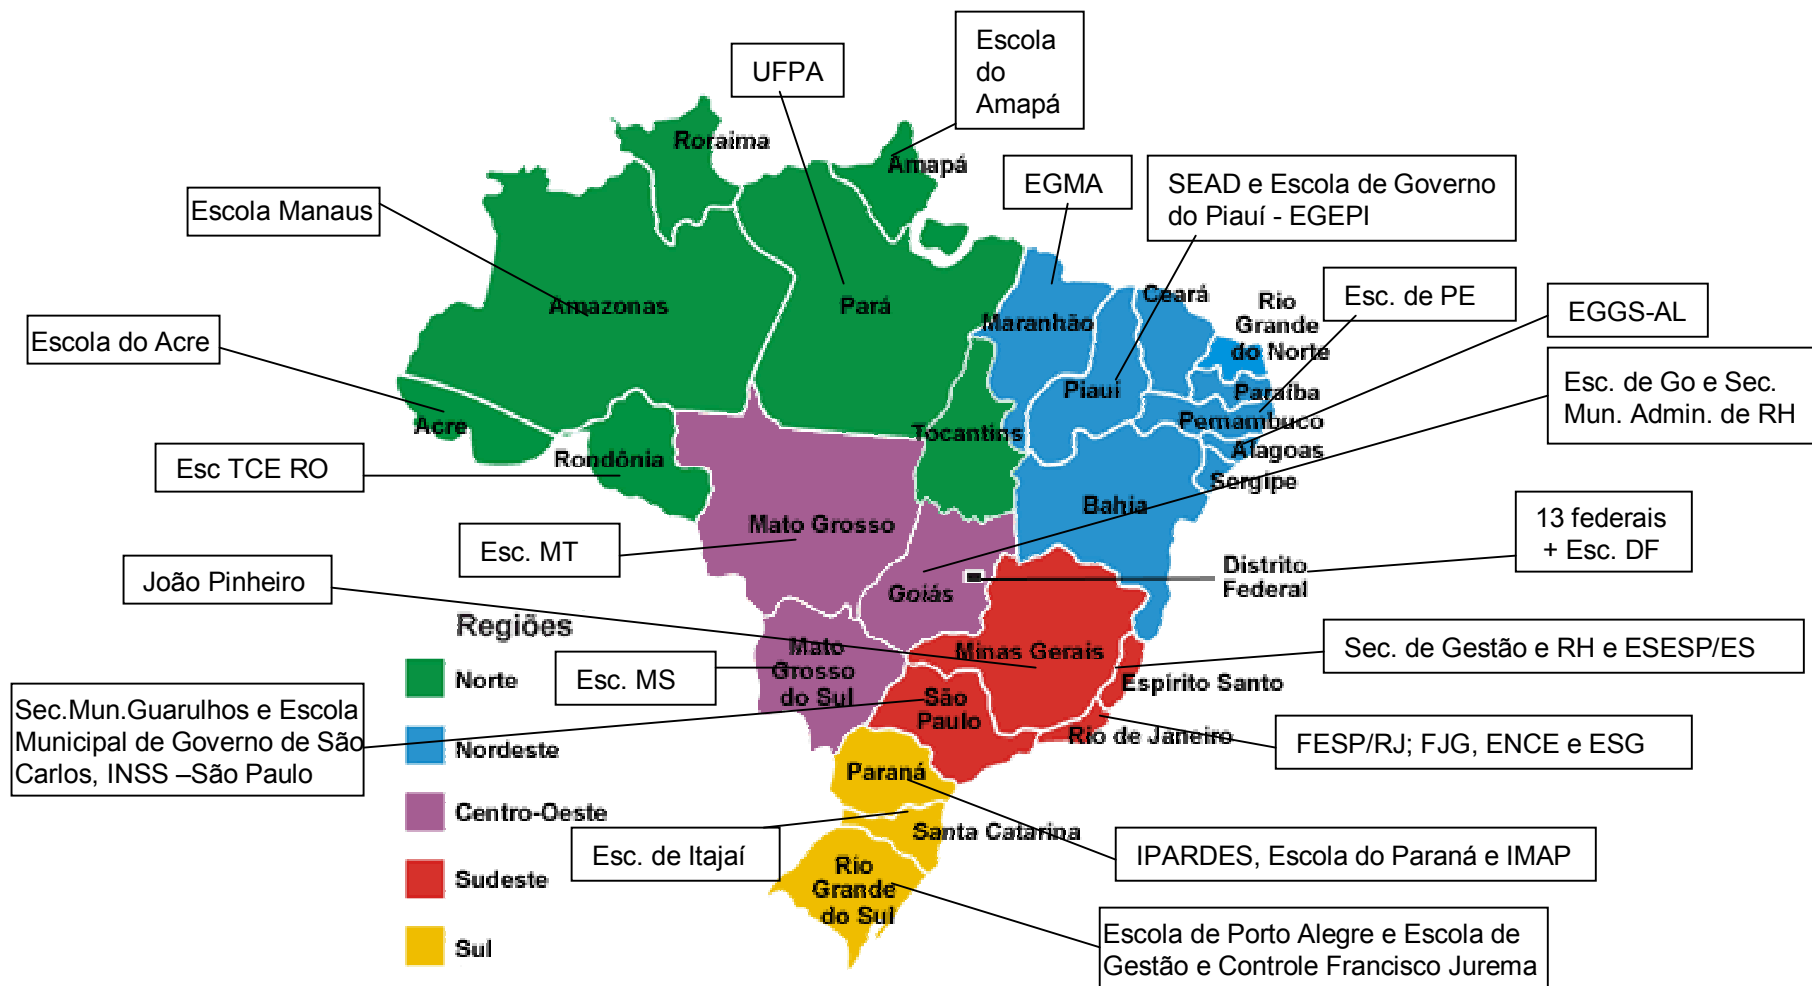 Escola
do
Amapá
UFPA
Roraima
Amapá
EGMA
SEAD e Escola de Governo
do Piauí - EGEPI
Escola Manaus
Amazonas
Pará
Maranhão
Ceará
Rio
Grande
do Norte
Esc. de PE
EGGS-AL
Escola do Acre
Esc. de Go e Sec.
Mun. Admin. de RH
Piauí
Paraíba
Pernambuco
Acre
Tocantins
Alagoas
Esc TCE RO
Rondônia
Sergipe
Bahia
Mato Grosso
13 federais
+ Esc. DF
Esc. MT
João Pinheiro
Goiás
Distrito
Federal
Regiões
Mato
Grosso
do Sul
Minas Gerais
Sec. de Gestão e RH e ESESP/ES
Norte
Esc. MS
Espírito Santo
São
Paulo
Sec.Mun.Guarulhos e Escola
Municipal de Governo de São
Carlos, INSS –São Paulo
Nordeste
Rio de Janeiro
FESP/RJ; FJG, ENCE e ESG
Paraná
Centro-Oeste
Santa Catarina
Esc. de Itajaí
IPARDES, Escola do Paraná e IMAP
Sudeste
Rio
Grande
do Sul
Sul
Escola de Porto Alegre e Escola de
Gestão e Controle Francisco Jurema